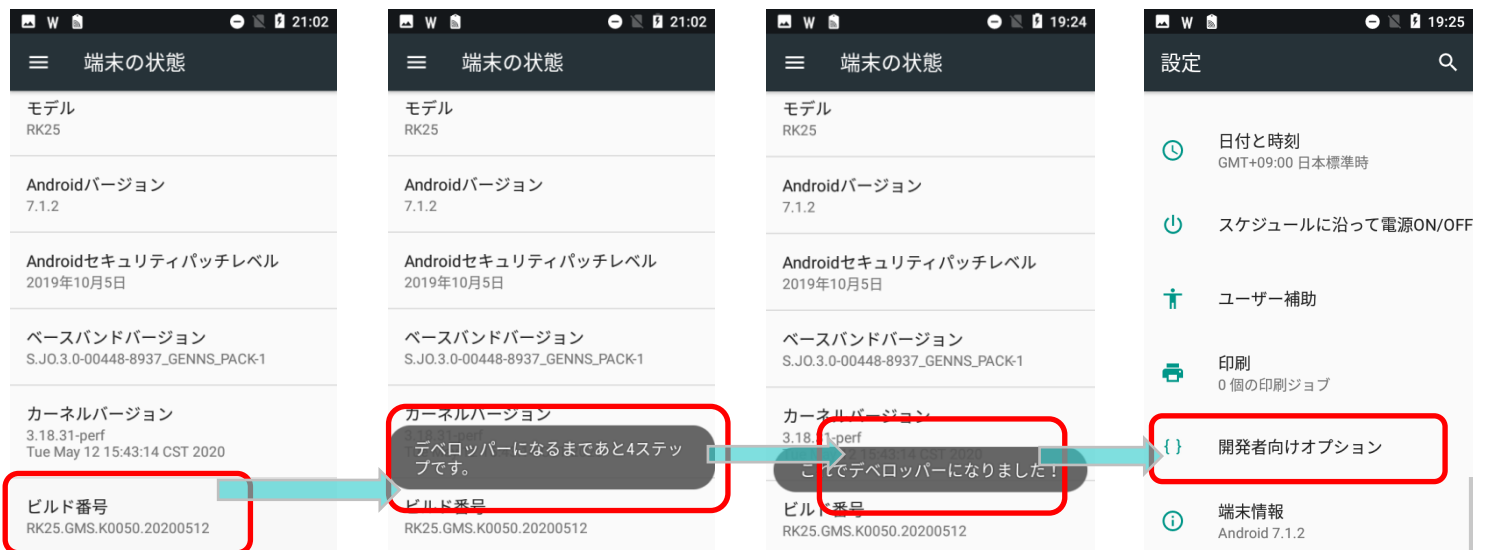 21:02
端末の状態
モデル
RK25
Androidバージョン
7.1.2
Androidセキュリティパッチレベル
2019年10月5日
ベースバンドバージョン
S.JO.3.0-00448-8937_GENNS_PACK-1
カーネルバージョン
3.18.31-perf
Tue May 12 15:43:14 CST 2020
ビルド番号
RK25.GMS.K0050.20200512
21:02
端末の状態
モデル
RK25
Androidバージョン
7.1.2
Androidセキュリティパッチレベル
2019年10月5日
ベースバンドバージョン
S.JO.3.0-00448-8937_GENNS_PACK-1
カーネルバージョン
3.18.31-perf
デベロッパーになるまであと4ステッ
プです。
ビルド番号
RK25.GMS.K0050.20200512
19:24
端末の状態
モデル
RK25
Androidバージョン
7.1.2
Androidセキュリティパッチレベル
2019年10月5日
ベースバンドバージョン
S.JO.3.0-00448-8937_GENNS_PACK-1
カーネルバージョン
3.18.31-perf
15:43:14 CST 2020
これでデベロッパーになりました！
ビルド番号
RK25.GMS.K0050.20200512
19:25
設定
日付と時刻
GMT+09:00 日本標準時
スケジュールに沿って電源ON/OFF
ユーザー補助
印刷
0 個の印刷ジョブ
{ } 開発者向けオプション
端末情報
Android 7.1.2